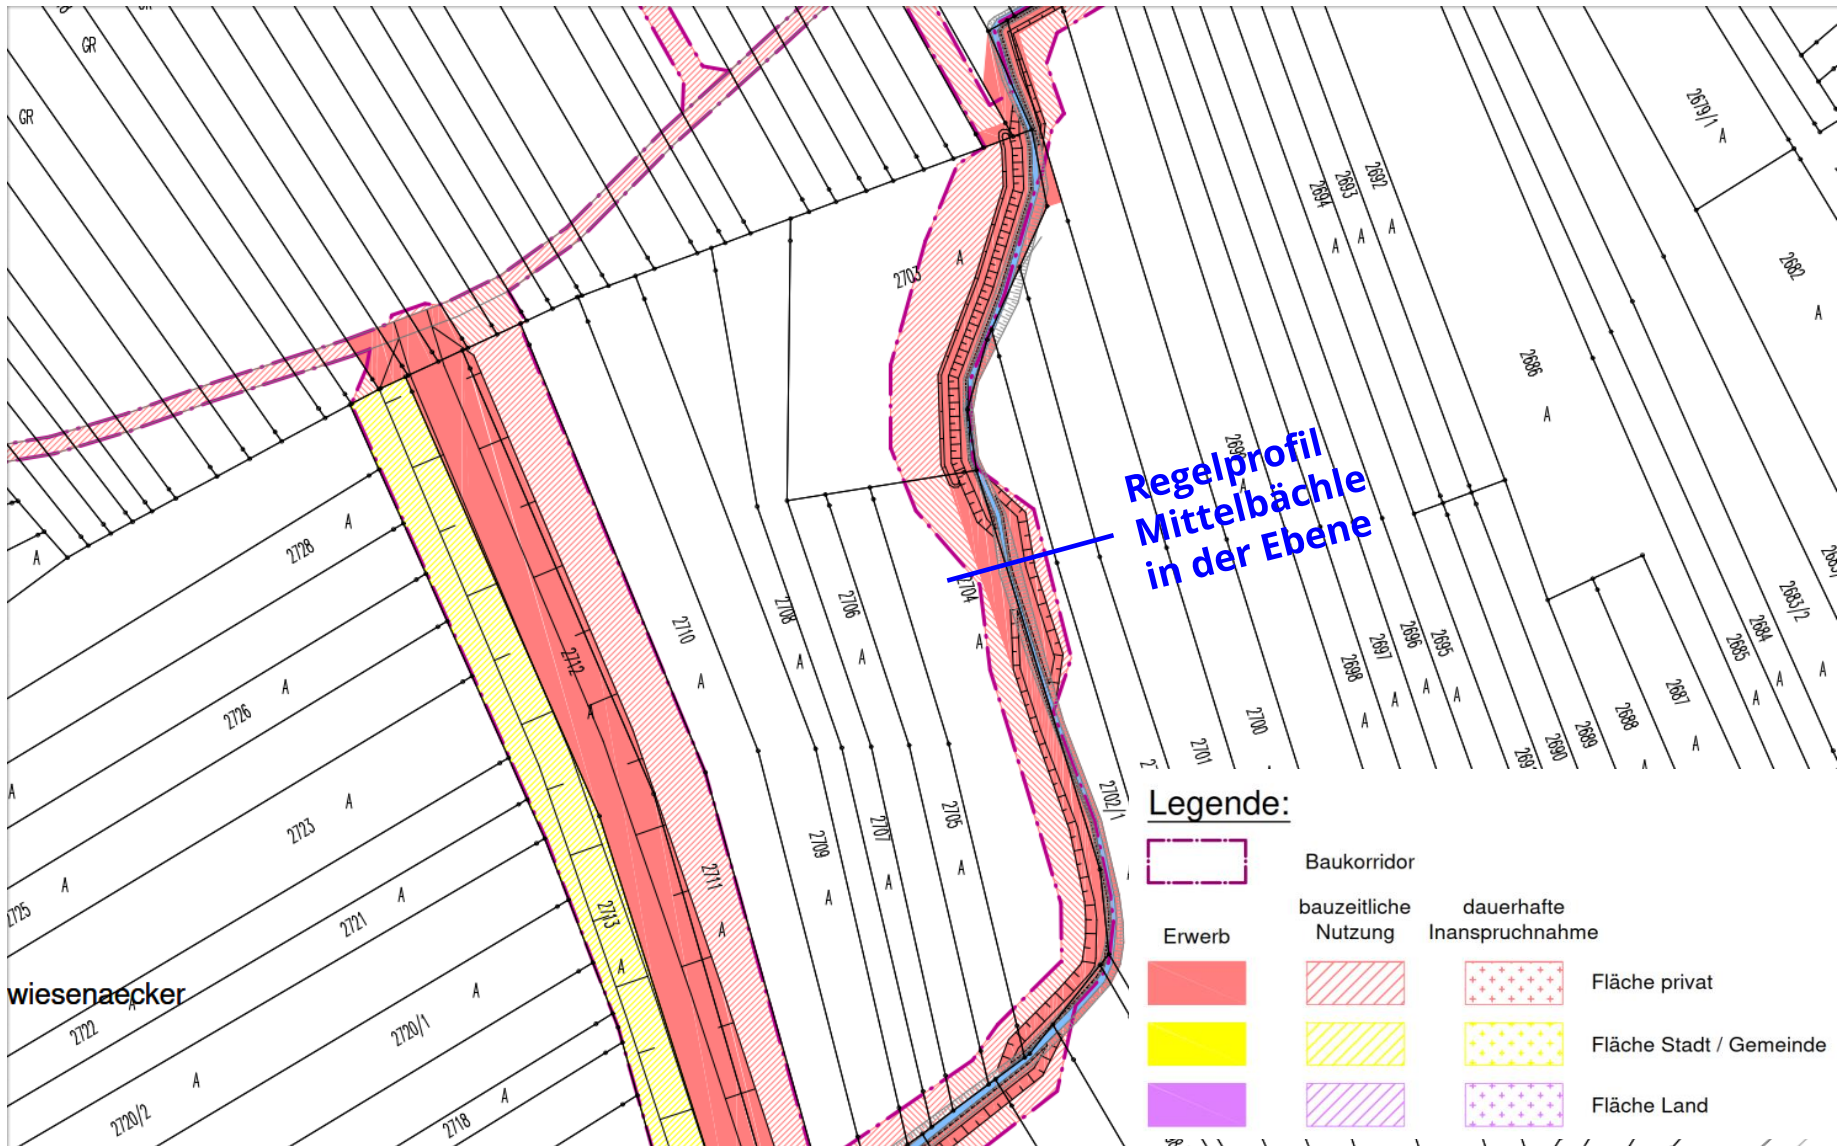 GR
GR
2679/1
A
2692
2693
2694
A
A
A
2682
A
2703
A
2686
A
A
Regelprofil
Mittelbächle
in der Ebene
A
2728
A
2704
A
2706
A
2708
A
2710
A
2712
A
2683/2
A
2684
A
2685
A
2687
A
2688
2689
2690
2695
A
2696
A
2697
A
2698
A
2700
2701
2702/1
A
2726
A
A
2723
2705
A
2707
A
2709
A
2711
A
2713
A
A
2725
A
2721
wiesenaecker
A
2722
A
2720/1
A
2720/2
A
2718
Legende:
Baukorridor
Erwerb
bauzeitliche
Nutzung
dauerhafte
Inanspruchnahme
Fläche privat
Fläche Stadt / Gemeinde
Fläche Land